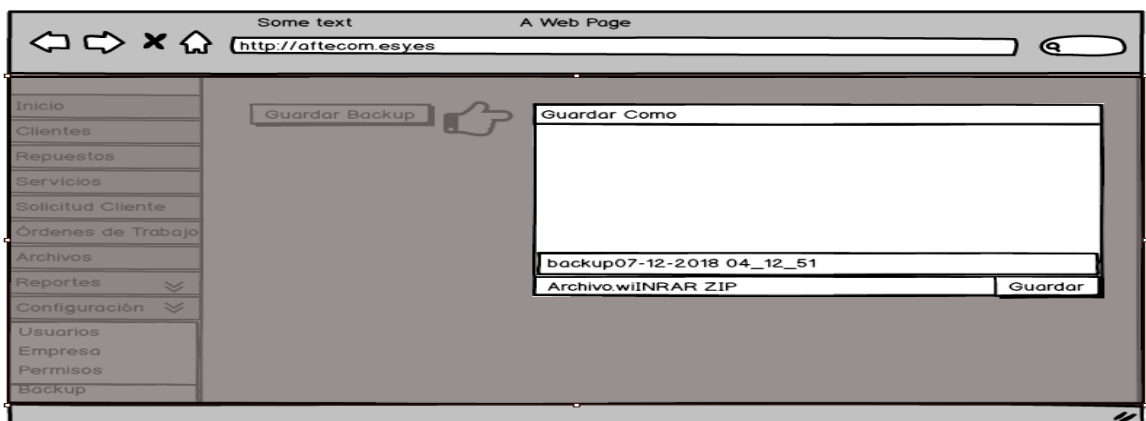 Some text
A Web Page
http://aftecom.esy.es
Inicio
Clientes
Repuestos
Servicios
Solicitud Cliente
Órdenes de Trabajo
Archivos
Reportes
Configuración
Usuarios
Empresa
Permisos
Backup
Guardar Backup
Guardar Como
backup07-12-2018 04_12_51
Archivo.wiINRAR ZIP
Guardar